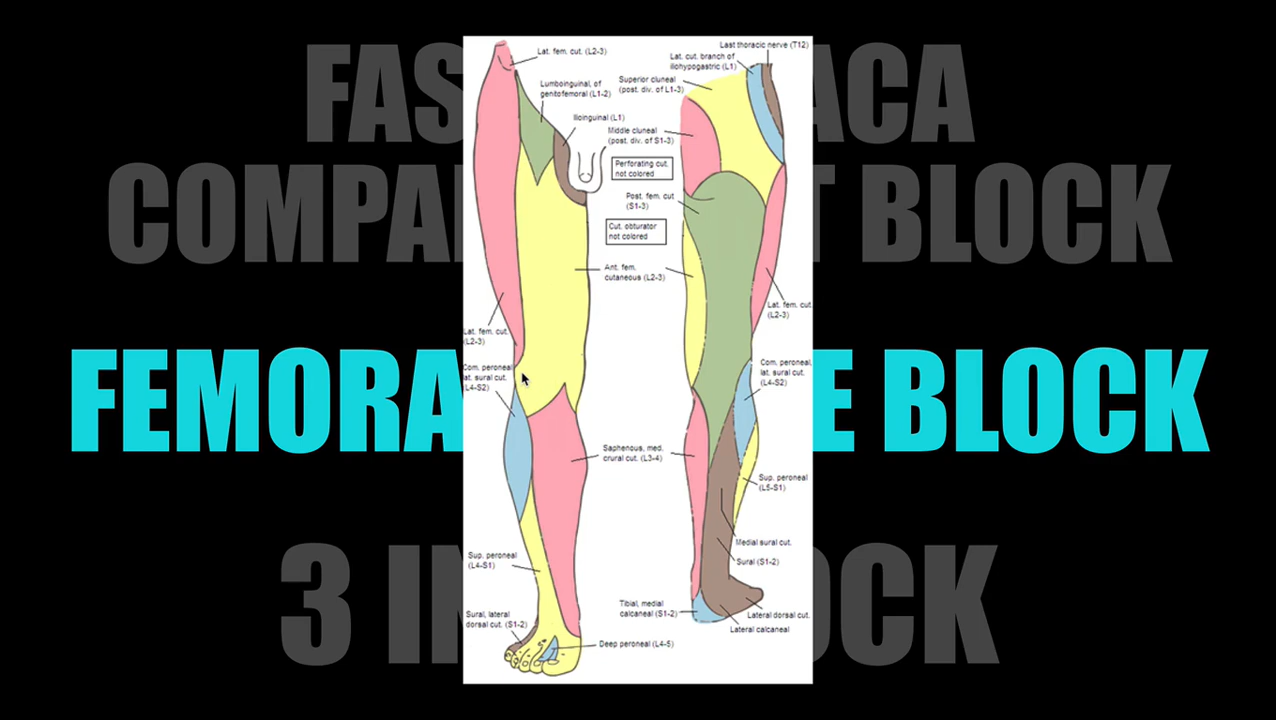 FAS ACA
COMPA T BLOCK
FEMORA E BLOCK
3 I OCK
Lat. fem. cut. (L2-3)
Lumboinguinal, of
genitofemoral (L1-2)
Ilioinguinal (L1)
Lat. fem. cut.
(L2-3)
Com. peroneal,
lat. sural cut.
(L4-S2)
Sup. peroneal
(L4-S1)
Sural, lateral
dorsal cut. (S1-2)
Last thoracic nerve (T12)
Lat. cut. branch of
iliohypogastric (L1)
Superior cluneal
(post. div. of L1-3)
Middle cluneal
(post. div. of S1-3)
Perforating cut.
not colored
Post. fem. cut
(S1-3)
Cut. obturator
not colored
Ant. fem.
cutaneous (L2-3)
Saphenous, med.
crural cut. (L3-4)
Tibial, medial
calcaneal (S1-2)
Deep peroneal (L4-5)
Lat. fem. cut.
(L2-3)
Com. peroneal,
lat. sural cut.
(L4-S2)
Sup. peroneal
(L5-S1)
Medial sural cut.
Sural (S1-2)
Lateral dorsal cut.
Lateral calcaneal